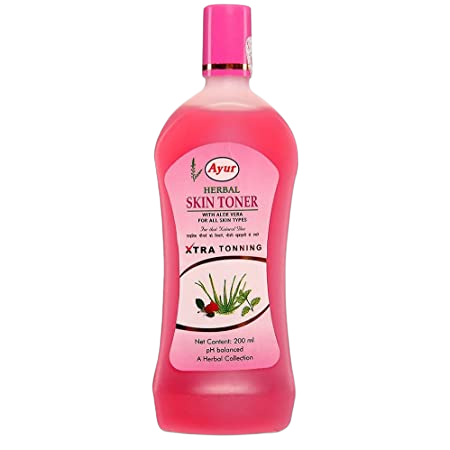 Ayur
HERBAL
SKIN TONER
WITH ALOE VERA
FOR ALL SKIN TYPES
For that Natural Glow
XTRA TONNING
Net Content: 200 ml
pH balanced
A Herbal Collection